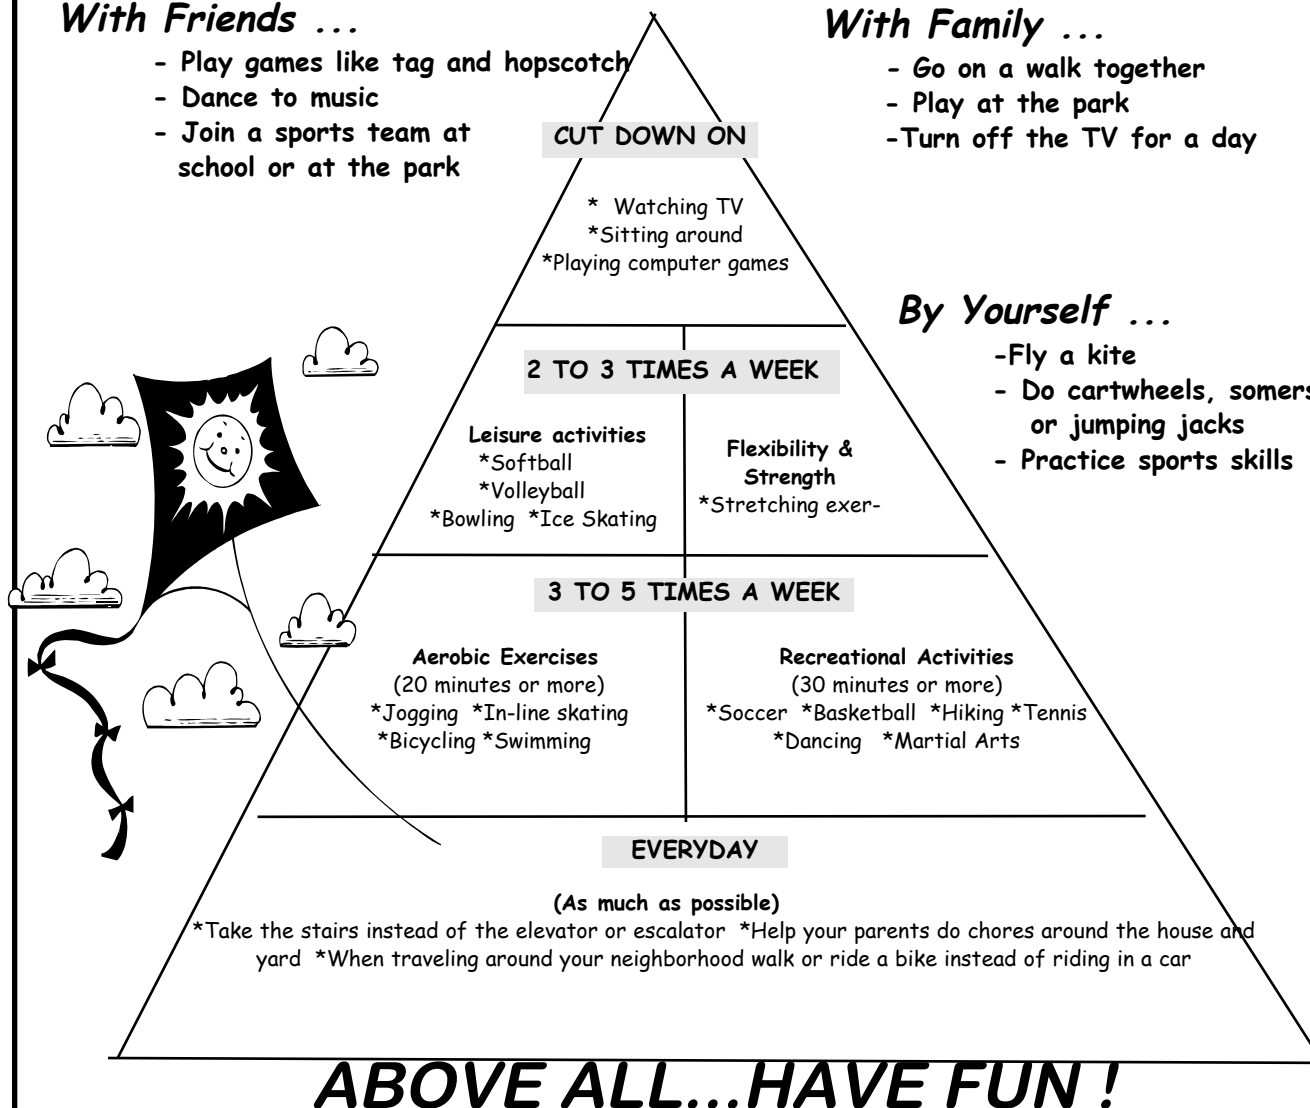 With Friends ...
- Play games like tag and hopscotch
- Dance to music
- Join a sports team at
school or at the park
With Family ...
- Go on a walk together
- Play at the park
-Turn off the TV for a day
CUT DOWN ON
* Watching TV
*Sitting around
*Playing computer games
By Yourself ...
-Fly a kite
- Do cartwheels,
or jumping jacks
- Practice sports skills
2 TO 3 TIMES A WEEK
Leisure activities
*Softball
*Volleyball
*Bowling *Ice Skating
Flexibility &
Strength
*Stretching exer-
3 TO 5 TIMES A WEEK
Aerobic Exercises
(20 minutes or more)
*Jogging *In-line skating
*Bicycling *Swimming
Recreational Activities
(30 minutes or more)
*Soccer *Basketball *Hiking *Tennis
*Dancing *Martial Arts
EVERYDAY
(As much as possible)
*Take the stairs instead of the elevator or escalator *Help your parents do chores around the house and
yard *When traveling around your neighborhood walk or ride a bike instead of riding in a car
ABOVE ALL...HAVE FUN !